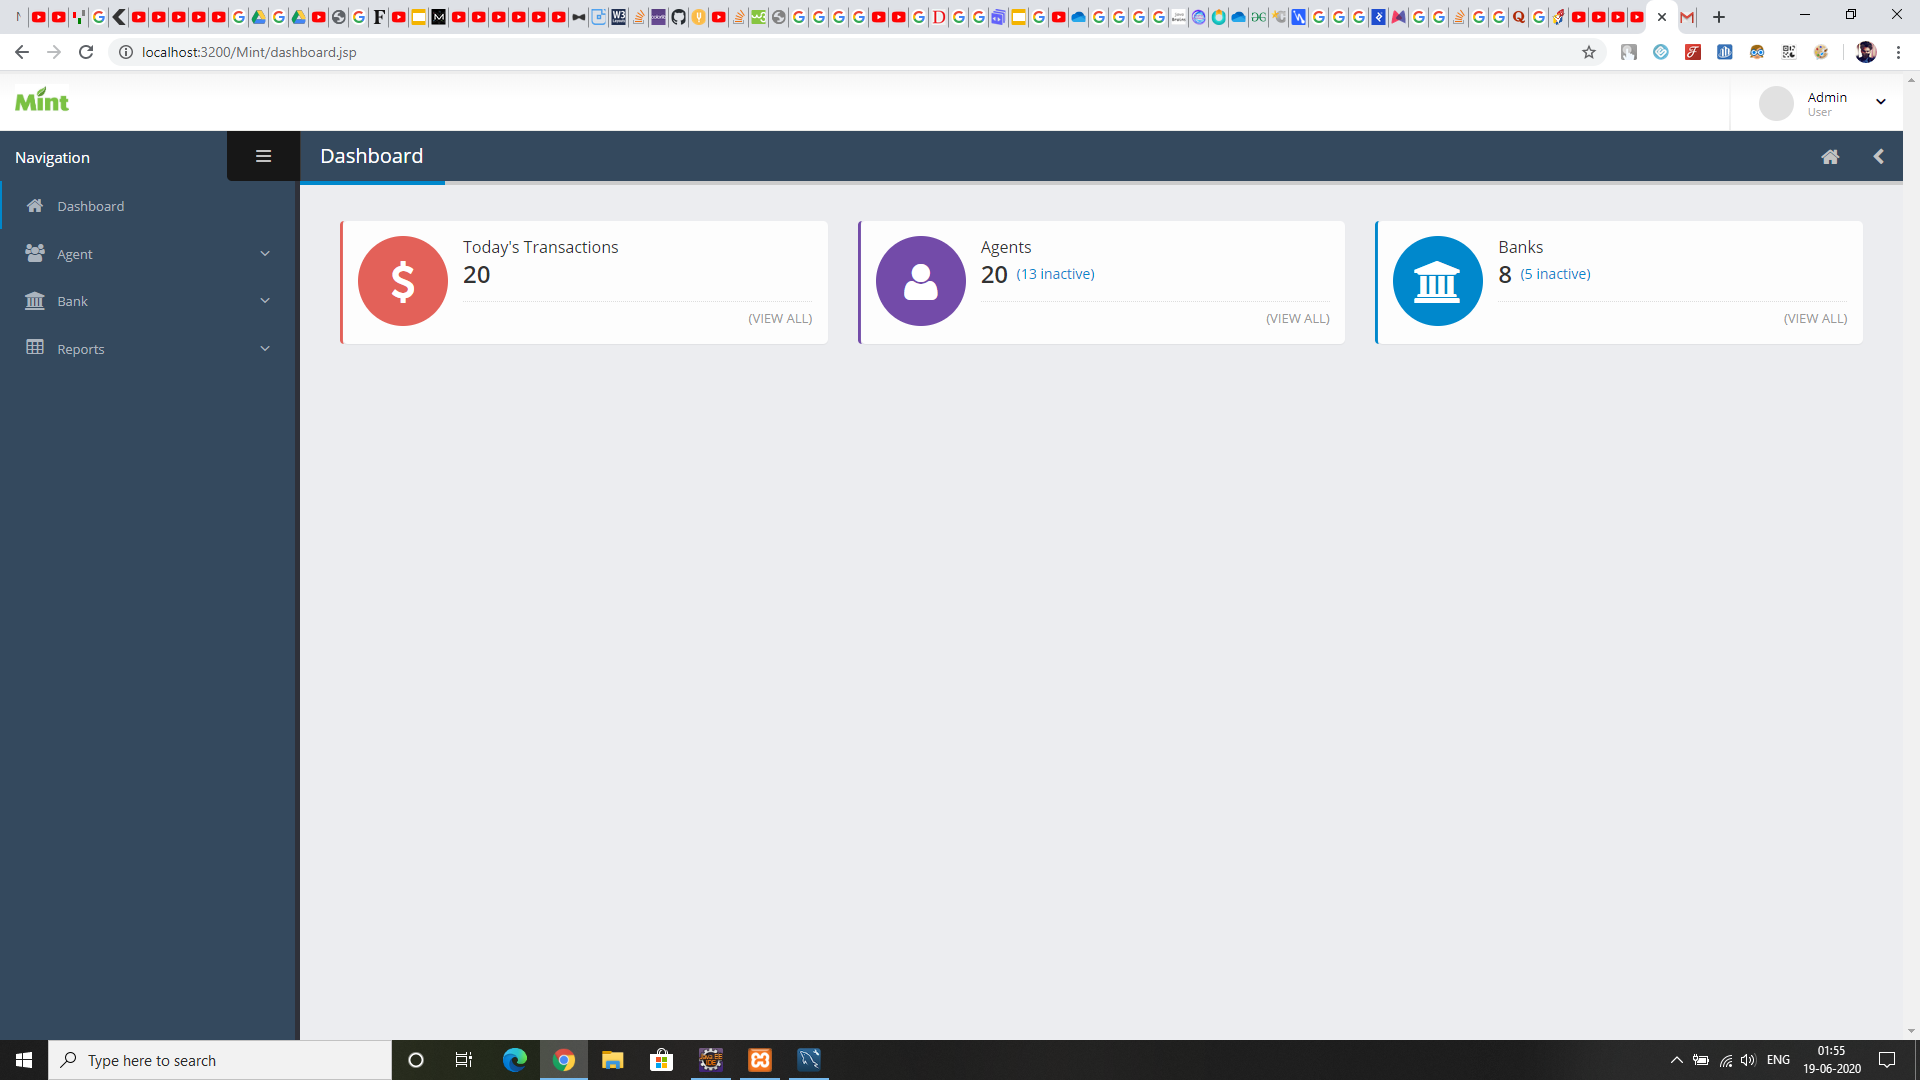 localhost:3200/Mint/dashboard.jsp
Mint
Admin
User
Navigation
Dashboard
Dashboard
Agent
Bank
Reports
Today's Transactions
20
(VIEW ALL)
Agents
20 (13 inactive)
(VIEW ALL)
Banks
8 (5 inactive)
(VIEW ALL)
Type here to search
ENG
01:55
19-06-2020